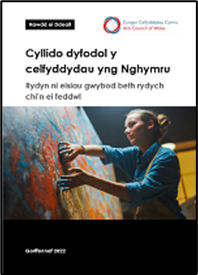 Hawdd ei Ddeall
Cyngor Celfyddydau Cymru
Arts Council of Wales
Cyllido dyfodol y
celfyddydau yng Nghymru
Rydyn ni eisiau gwybod beth rydych
chi'n ei feddwl
Gorffennaf 2022